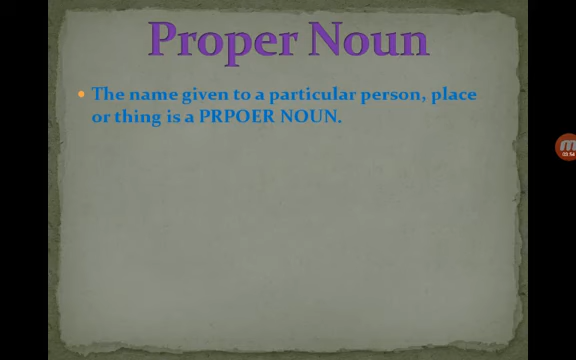 Proper Noun
The name given to a particular person, place
or thing is a PRPOER NOUN.